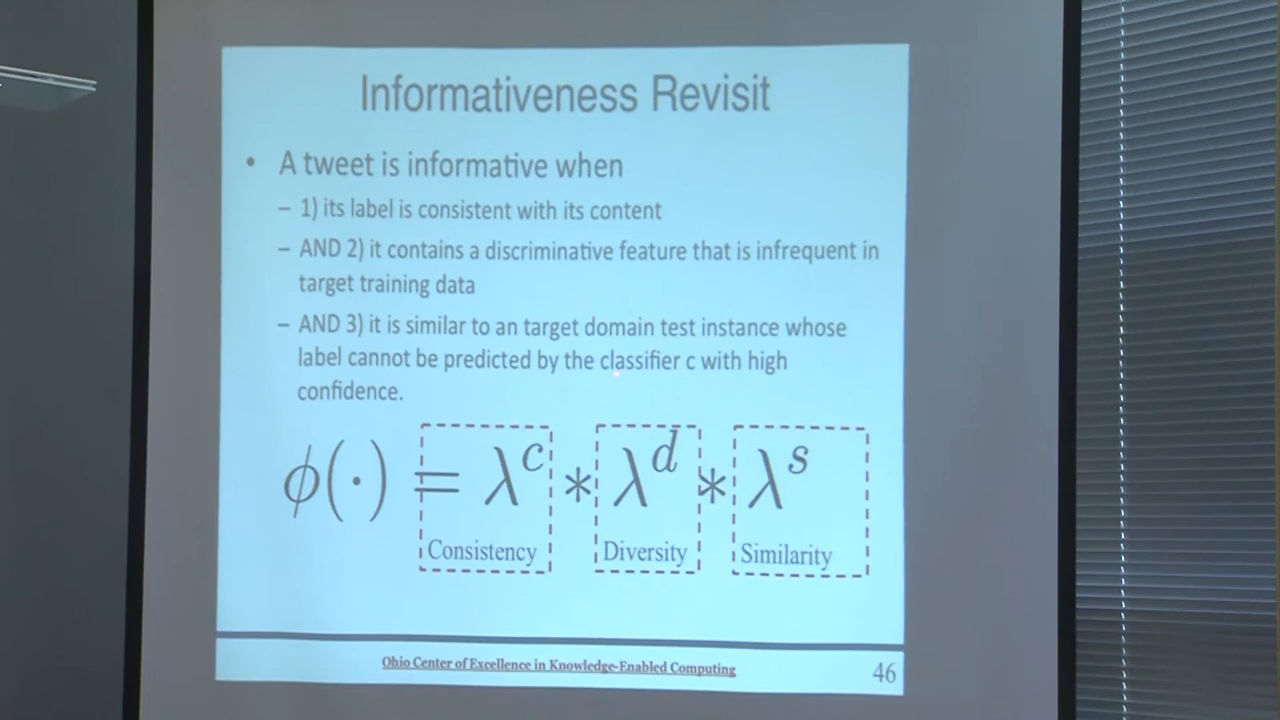 Informativeness Revisit
• A tweet is informative when
– 1) its label is consistent with its content
– AND 2) it contains a discriminative feature that is infrequent in
target training data
– AND 3) it is similar to an target domain test instance whose
label cannot be predicted by the classifier c with high
confidence.
ϕ(·) = λ^c * λ^d * λ^s
Consistency Diversity Similarity
Ohio Center of Excellence in Knowledge-Enabled Computing
46